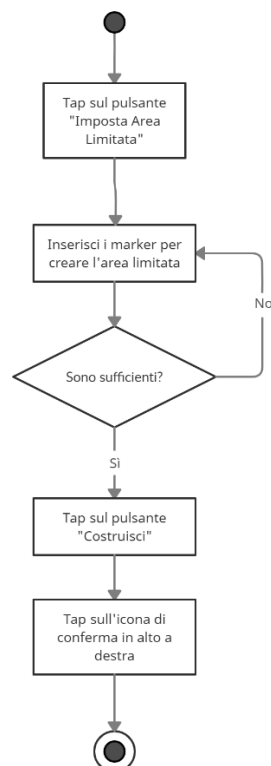 Tap sul pulsante
"Imposta Area
Limitata"
Inserisci i marker per
creare l'area limitata
No
Sono sufficienti?
Sì
Tap sul pulsante
"Costruisci"
Tap sull'icona di
conferma in alto a
destra